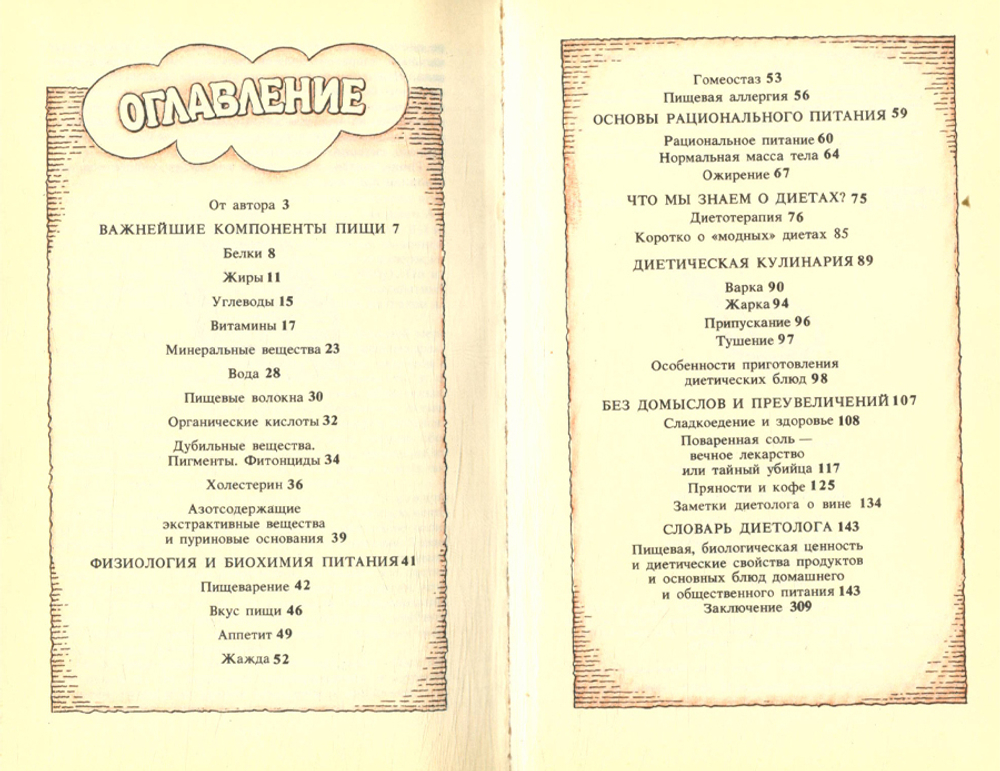 ОГЛАВЛЕНИЕ
От автора 3
ВАЖНЕЙШИЕ КОМПОНЕНТЫ ПИЩИ 7
Белки 8
Жиры 11
Углеводы 15
Витамины 17
Минеральные вещества 23
Вода 28
Пищевые волокна 30
Органические кислоты 32
Дубильные вещества.
Пигменты. Фитонциды 34
Холестерин 36
Азотсодержащие
экстрактивные вещества
и пуриновые основания 39
ФИЗИОЛОГИЯ И БИОХИМИЯ ПИТАНИЯ 41
Пищеварение 42
Вкус пищи 46
Аппетит 49
Жажда 52
Гомеостаз 53
Пищевая аллергия 56
ОСНОВЫ РАЦИОНАЛЬНОГО ПИТАНИЯ 59
Рациональное питание 60
Нормальная масса тела 64
Ожирение 67
ЧТО МЫ ЗНАЕМ О ДИЕТАХ? 75
Диетотерапия 76
Коротко о «модных» диетах 85
ДИЕТИЧЕСКАЯ КУЛИНАРИЯ 89
Варка 90
Жарка 94
Припускание 96
Тушение 97
Особенности приготовления
диетических блюд 98
БЕЗ ДОМЫСЛОВ И ПРЕУВЕЛИЧЕНИЙ 107
Сладкоедение и здоровье 108
Поваренная соль —
вечное лекарство
или тайный убийца 117
Пряности и кофе 125
Заметки диетолога о вине 134
СЛОВАРЬ ДИЕТОЛОГА 143
Пищевая, биологическая ценность
и диетические свойства продуктов
и основных блюд домашнего
и общественного питания 143
Заключение 309